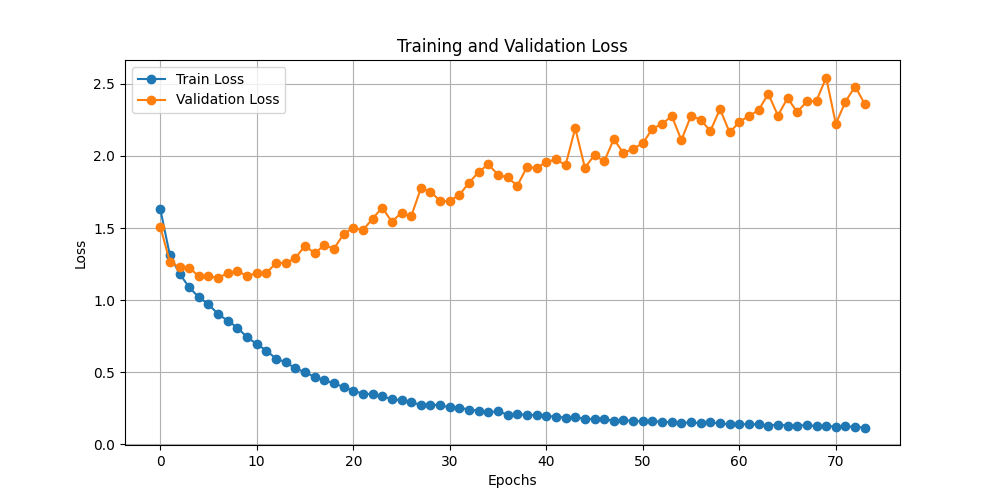 Training and Validation Loss
Train Loss
Validation Loss
Loss
2.5
2.0
1.5
1.0
0.5
0.0
0 10 20 30 40 50 60 70
Epochs